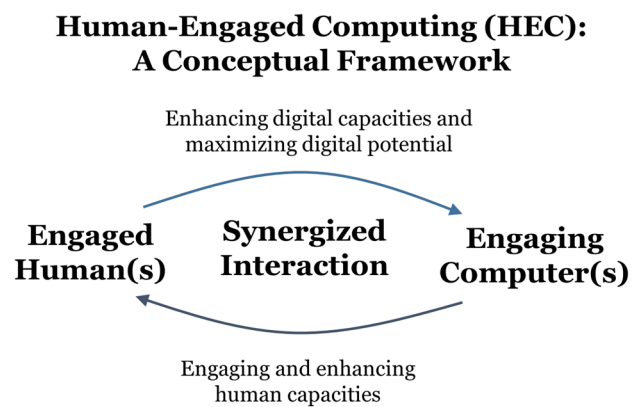 Human-Engaged Computing (HEC):
A Conceptual Framework
Enhancing digital capacities and
maximizing digital potential
Engaged
Human(s)
Synergized
Interaction
Engaging
Computer(s)
Engaging and enhancing
human capacities